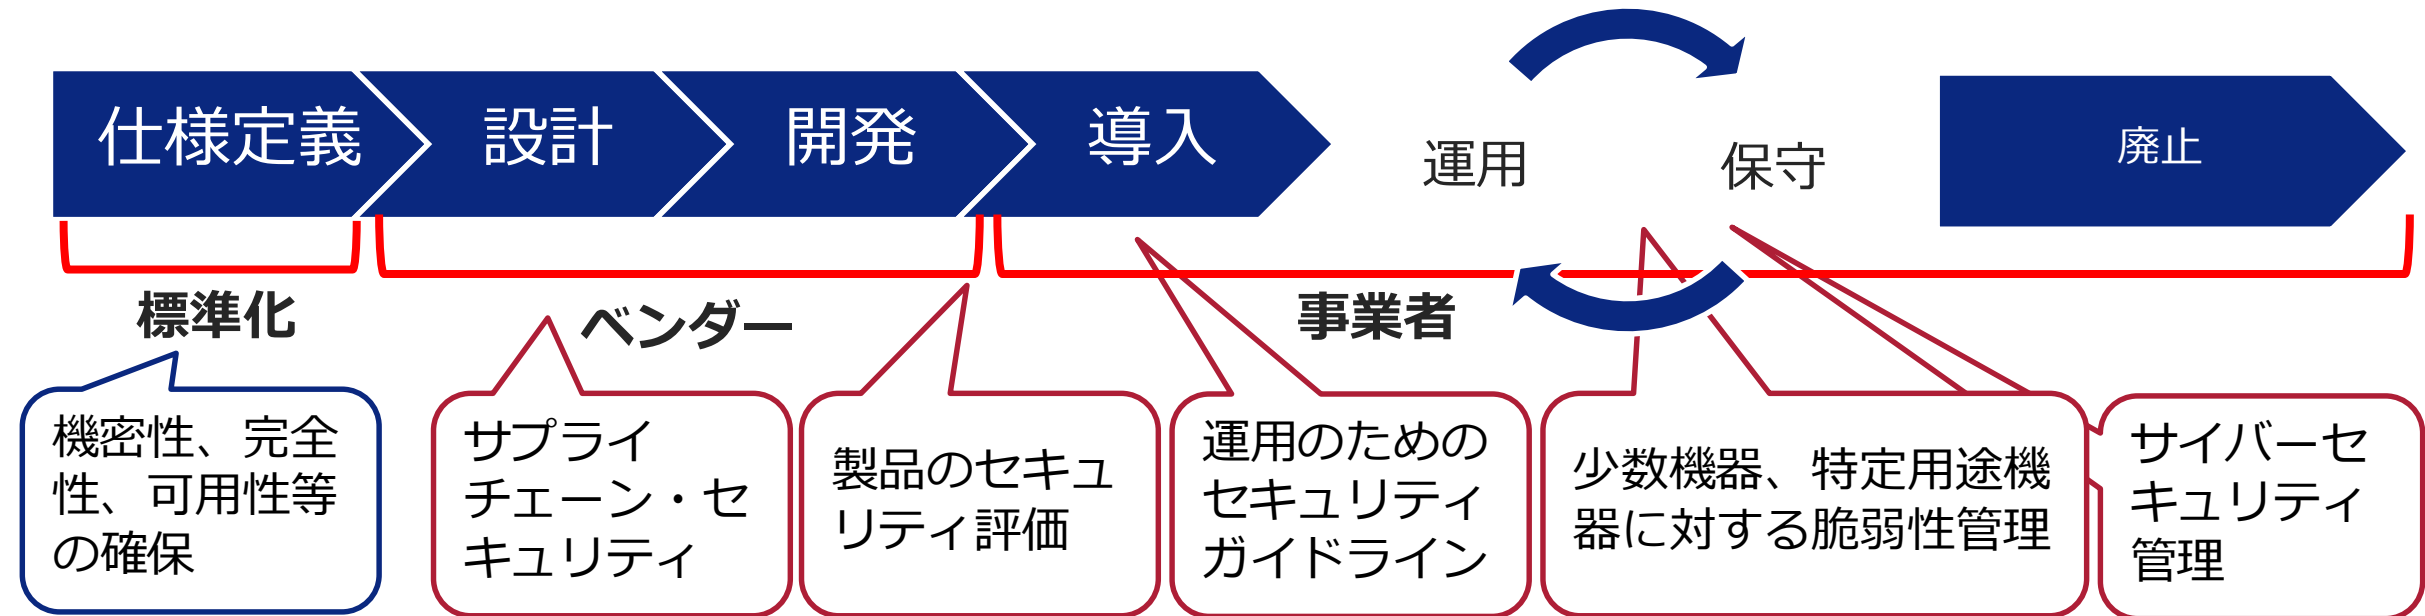 仕様定義
設計
開発
導入
運用
保守
廃止
標準化
ベンダー
事業者
機密性、完全
性、可用性等
の確保
サプライ
チェーン・セ
キュリティ
製品のセキュ
リティ評価
運用のための
セキュリティ
ガイドライン
少数機器、特定用途機
器に対する脆弱性管理
サイバーセ
キュリティ
管理